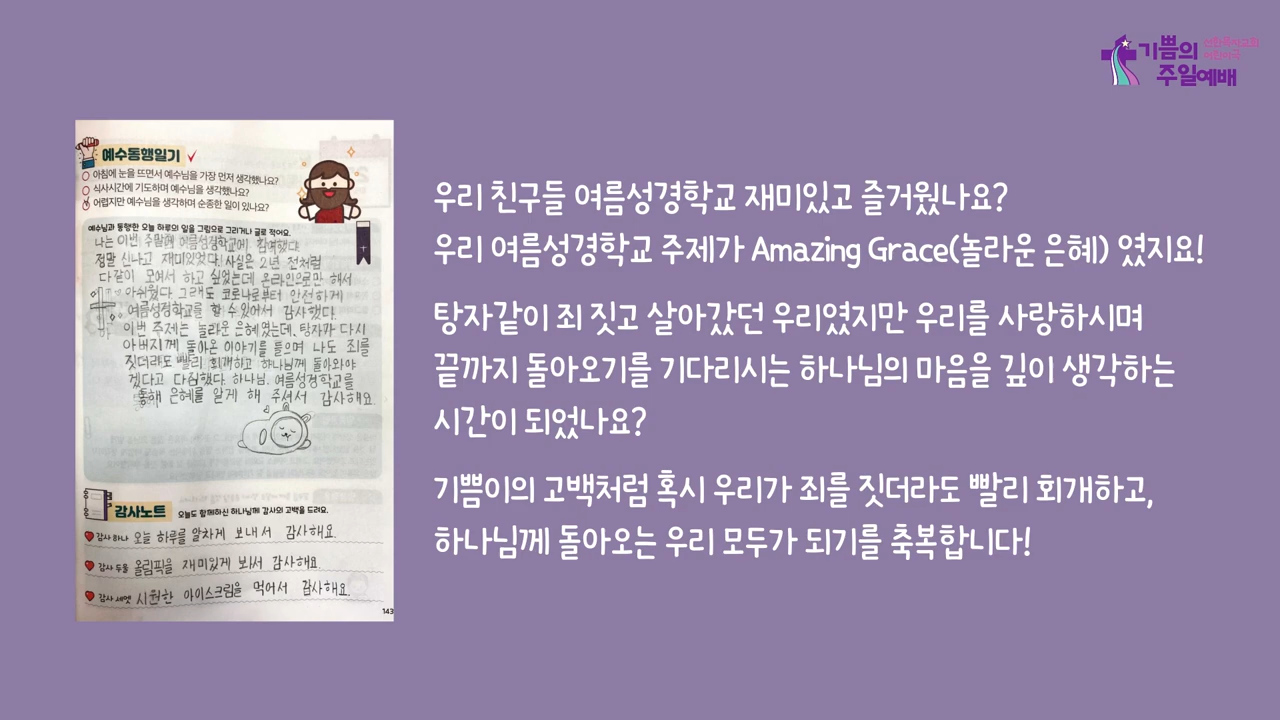 기쁨의
주일예배
선한목자교회
어린이국
예수동행일기
아침에 눈을 뜨면서 예수님을 가장 먼저 생각했나요?
식사시간에 기도하며 예수님을 생각했나요?
어렵지만 예수님을 생각하며 순종한 일이 있나요?
예수님과 동행한 오늘 하루의 일을 그림으로 그리거나 글로 적어요.
나는 이번 주말에 여름성경학교에 참여했다.
정말 신나고 재미있었다! 사실은 2년 전처럼
다같이 모여서 하고 싶었는데 온라인으로만 해서
아쉬웠다. 그래도 코로나로부터 안전하게
여름성경학교를 할 수 있어서 감사했다.
이번 주제는 놀라운 은혜였는데, 탕자가 다시
아버지께 돌아온 이야기를 들으며 나도 죄를
짓더라도 빨리 회개하고 하나님께 돌아와야
겠다고 다짐했다. 하나님, 여름성경학교를
통해 은혜를 알게 해 주셔서 감사해요.
감사노트
오늘도 함께하신 하나님께 감사의 고백을 드려요.
감사 하나 오늘 하루를 알차게 보내서 감사해요.
감사 두울 올림픽을 재미있게 봐서 감사해요.
감사 세엣 시원한 아이스크림을 먹어서 감사해요.
143
우리 친구들 여름성경학교 재미있고 즐거웠나요?
우리 여름성경학교 주제가 Amazing Grace(놀라운 은혜) 였지요!
탕자같이 죄 짓고 살아갔던 우리였지만 우리를 사랑하시며
끝까지 돌아오기를 기다리시는 하나님의 마음을 깊이 생각하는
시간이 되었나요?
기쁨이의 고백처럼 혹시 우리가 죄를 짓더라도 빨리 회개하고,
하나님께 돌아오는 우리 모두가 되기를 축복합니다!